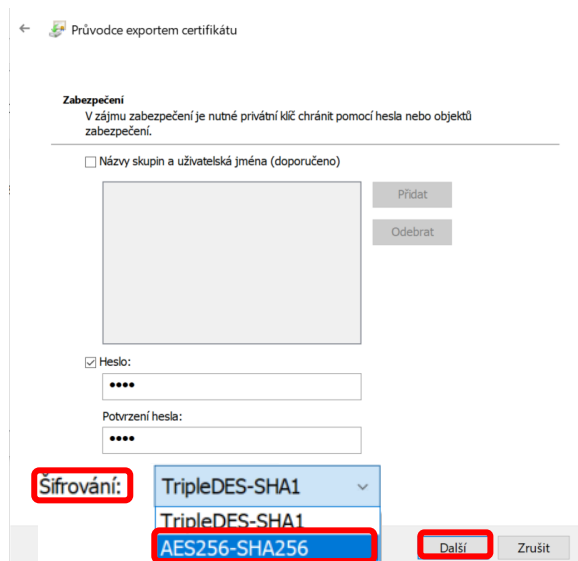 Průvodce exportem certifikátu
Zabezpečení
V zájmu zabezpečení je nutné privátní klíč chránit pomocí hesla nebo objektů
zabezpečení.
Názvy skupin a uživatelská jména (doporučeno)
Přidat
Odebrat
Heslo:
••••
Potvrzení hesla:
••••
Šifrování: TripleDES-SHA1
TripleDES-SHA1
AES256-SHA256
Další Zrušit